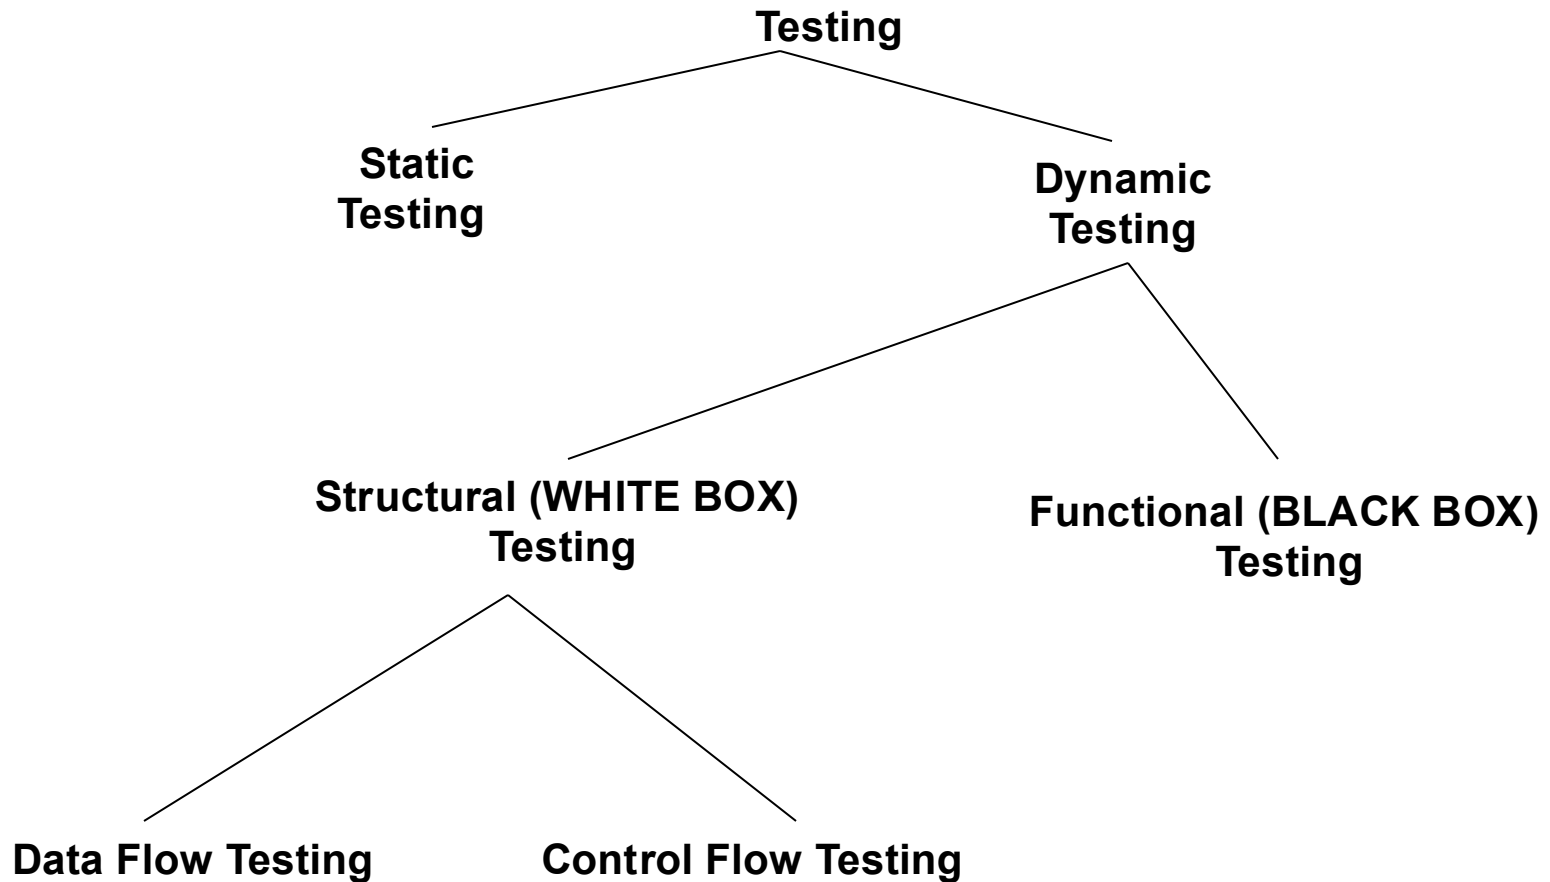 Testing
Static
Testing
Dynamic
Testing
Structural (WHITE BOX)
Testing
Functional (BLACK BOX)
Testing
Data Flow Testing
Control Flow Testing